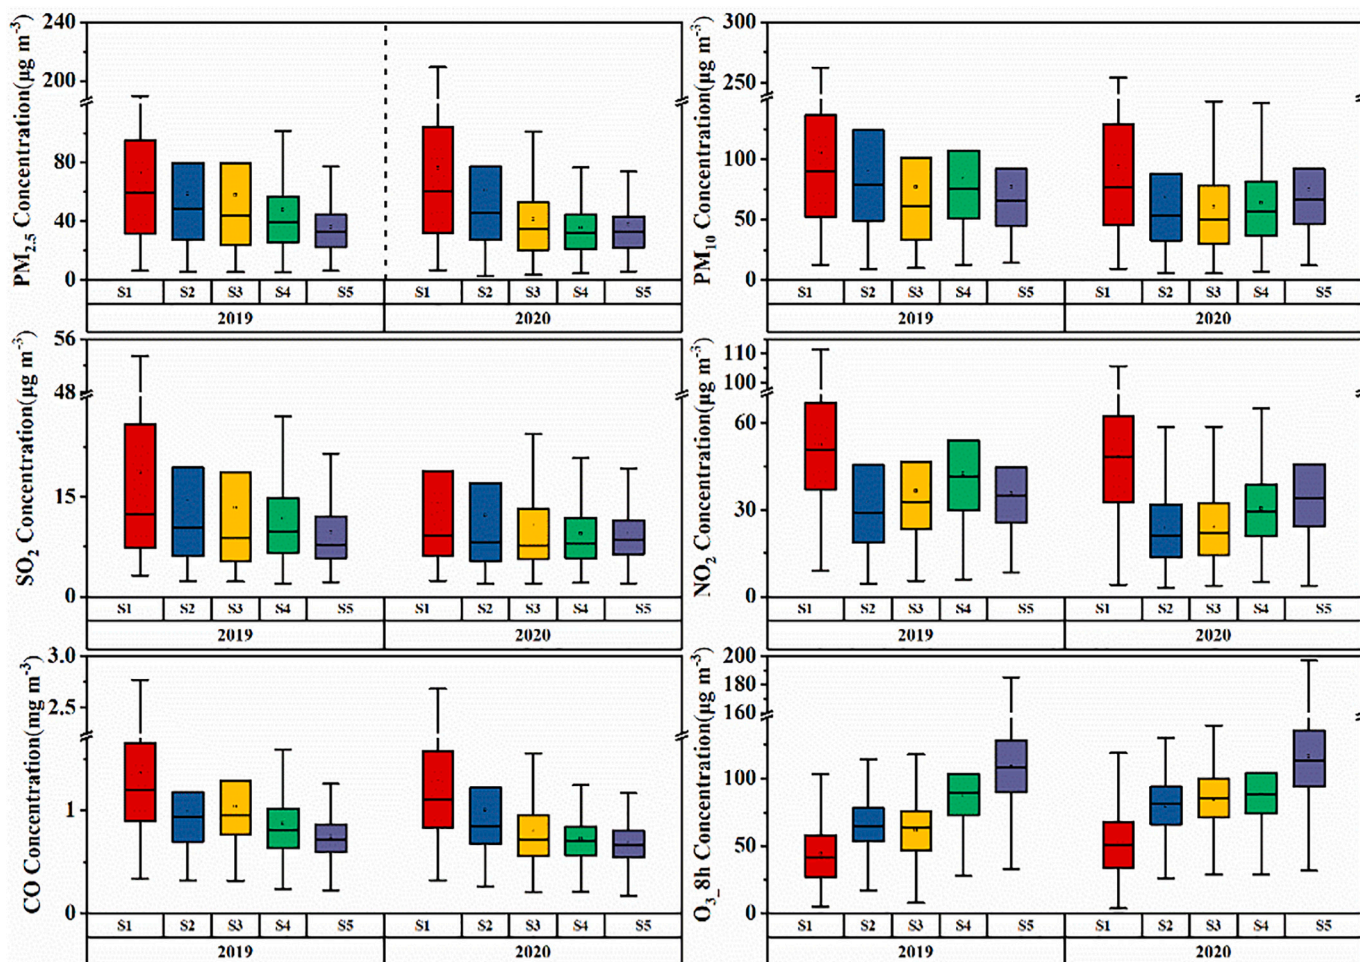 PM2.5 Concentration(μg m-3)
240
200
80
40
0
S1 S2 S3 S4 S5 S1 S2 S3 S4 S5
2019 2020
PM10 Concentration(μg m-3)
300
250
100
50
0
S1 S2 S3 S4 S5 S1 S2 S3 S4 S5
2019 2020
SO2 Concentration(μg m-3)
56
48
15
0
S1 S2 S3 S4 S5 S1 S2 S3 S4 S5
2019 2020
NO2 Concentration(μg m-3)
110
100
60
30
0
S1 S2 S3 S4 S5 S1 S2 S3 S4 S5
2019 2020
CO Concentration(mg m-3)
3.0
2.5
1
0
S1 S2 S3 S4 S5 S1 S2 S3 S4 S5
2019 2020
O3_8h Concentration(μg m-3)
200
180
160
100
50
0
S1 S2 S3 S4 S5 S1 S2 S3 S4 S5
2019 2020